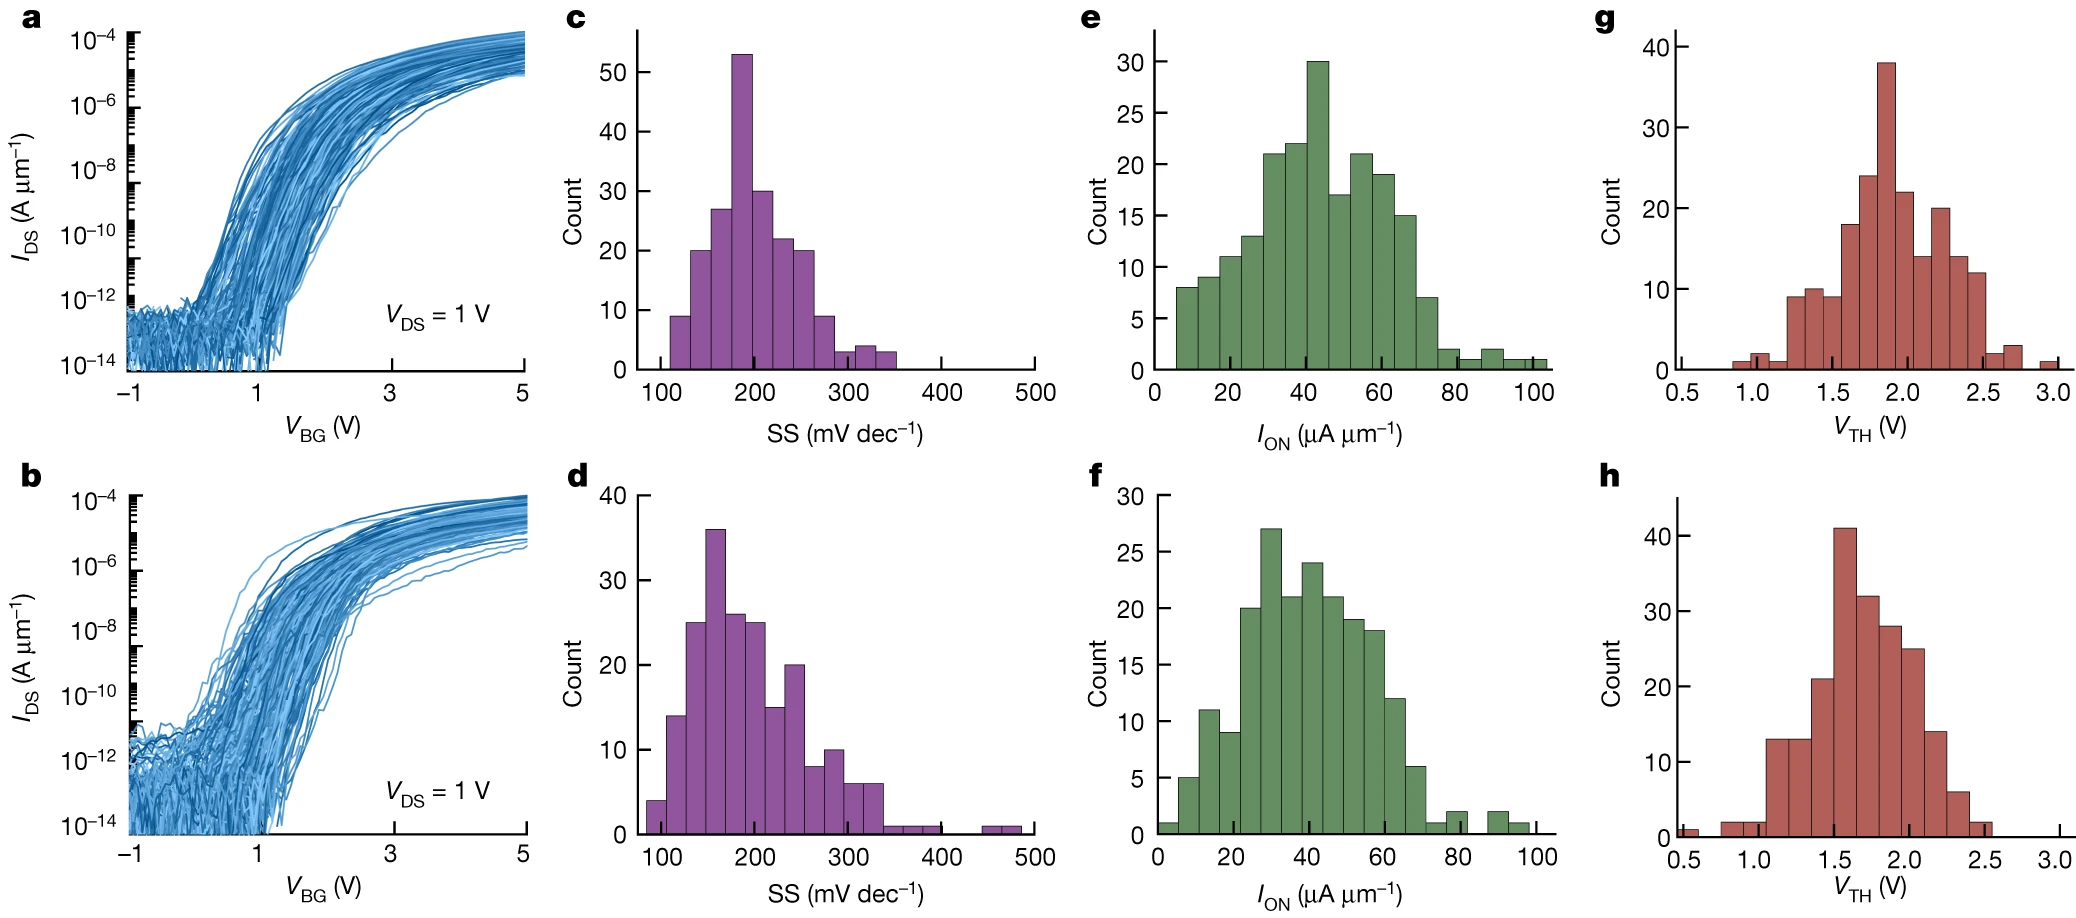 a
10⁻⁴
10⁻⁶
10⁻⁸
10⁻¹⁰
10⁻¹²
10⁻¹⁴
I_DS (A μm⁻¹)
V_DS = 1 V
−1 1 3 5
V_BG (V)
c
50
40
30
20
10
0
Count
100 200 300 400 500
SS (mV dec⁻¹)
e
30
25
20
15
10
5
0
Count
0 20 40 60 80 100
I_ON (μA μm⁻¹)
g
40
30
20
10
0
Count
0.5 1.0 1.5 2.0 2.5 3.0
V_TH (V)
b
10⁻⁴
10⁻⁶
10⁻⁸
10⁻¹⁰
10⁻¹²
10⁻¹⁴
I_DS (A μm⁻¹)
V_DS = 1 V
−1 1 3 5
V_BG (V)
d
40
30
20
10
0
Count
100 200 300 400 500
SS (mV dec⁻¹)
f
30
25
20
15
10
5
0
Count
0 20 40 60 80 100
I_ON (μA μm⁻¹)
h
40
30
20
10
0
Count
0.5 1.0 1.5 2.0 2.5 3.0
V_TH (V)